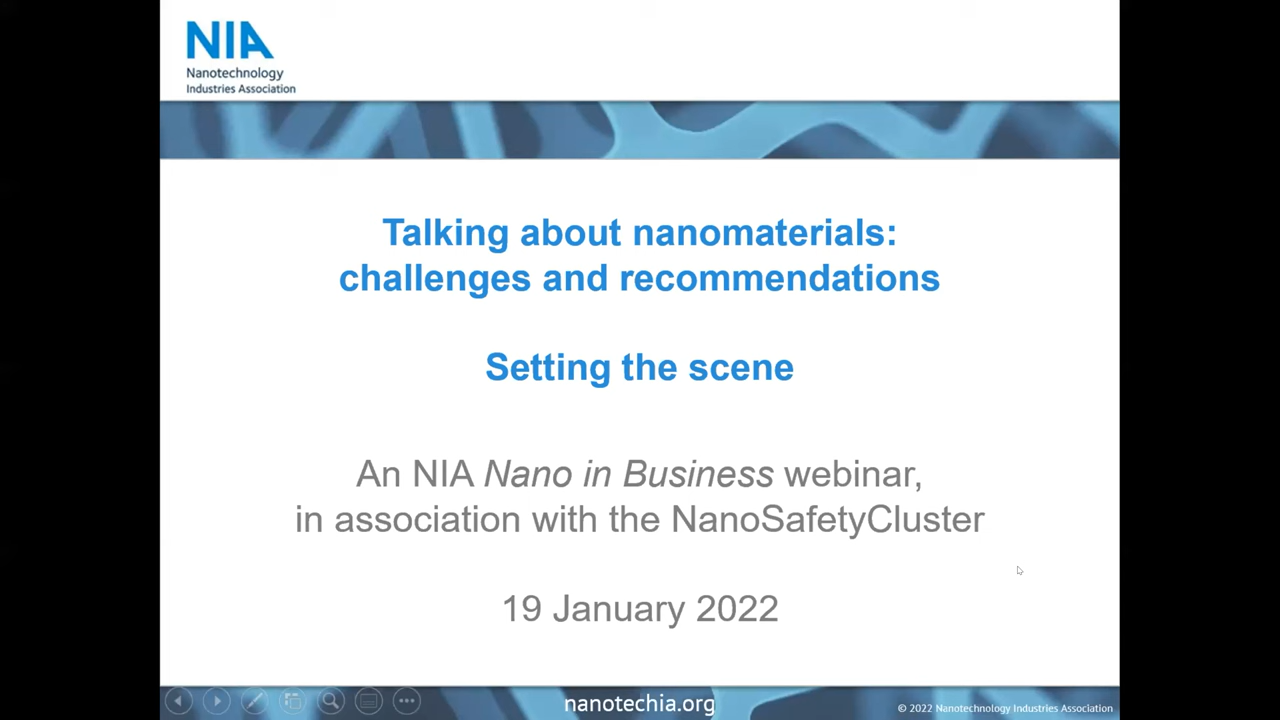 NIA
Nanotechnology
Industries Association
Talking about nanomaterials:
challenges and recommendations
Setting the scene
An NIA Nano in Business webinar,
in association with the NanoSafetyCluster
19 January 2022
nanotechia.org
© 2022 Nanotechnology Industries Association